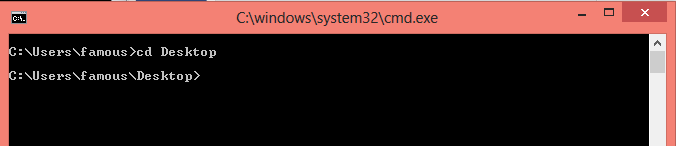 C:\windows\system32\cmd.exe
C:\Users\famous>cd Desktop
C:\Users\famous\Desktop>